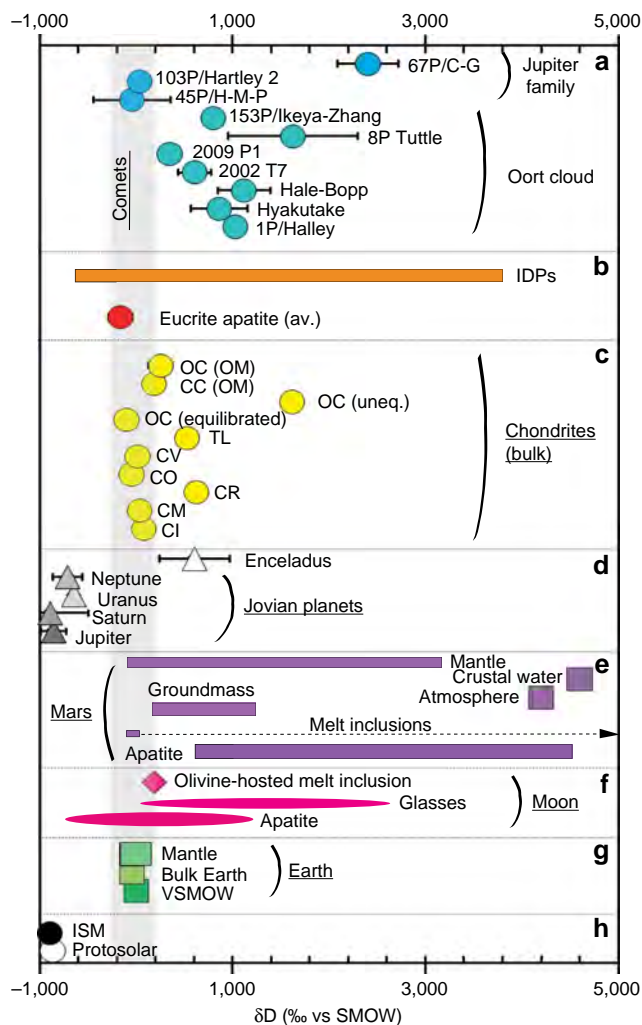 –1,000 1,000 3,000 5,000
a
67P/C-G
Jupiter
family
103P/Hartley 2
45P/H-M-P
153P/Ikeya-Zhang
8P Tuttle
2009 P1
2002 T7
Oort cloud
Comets
Hale-Bopp
Hyakutake
1P/Halley
b
IDPs
Eucrite apatite (av.)
c
OC (OM)
CC (OM)
OC (uneq.)
OC (equilibrated)
TL
Chondrites
(bulk)
CV
CO
CR
CM
CI
d
Enceladus
Neptune
Uranus
Jovian planets
Saturn
Jupiter
e
Mantle
Crustal water
Groundmass
Atmosphere
Mars
Melt inclusions
Apatite
f
Olivine-hosted melt inclusion
Glasses
Moon
Apatite
g
Mantle
Bulk Earth
Earth
VSMOW
h
ISM
Protosolar
–1,000 1,000 3,000 5,000
δD (‰ vs SMOW)